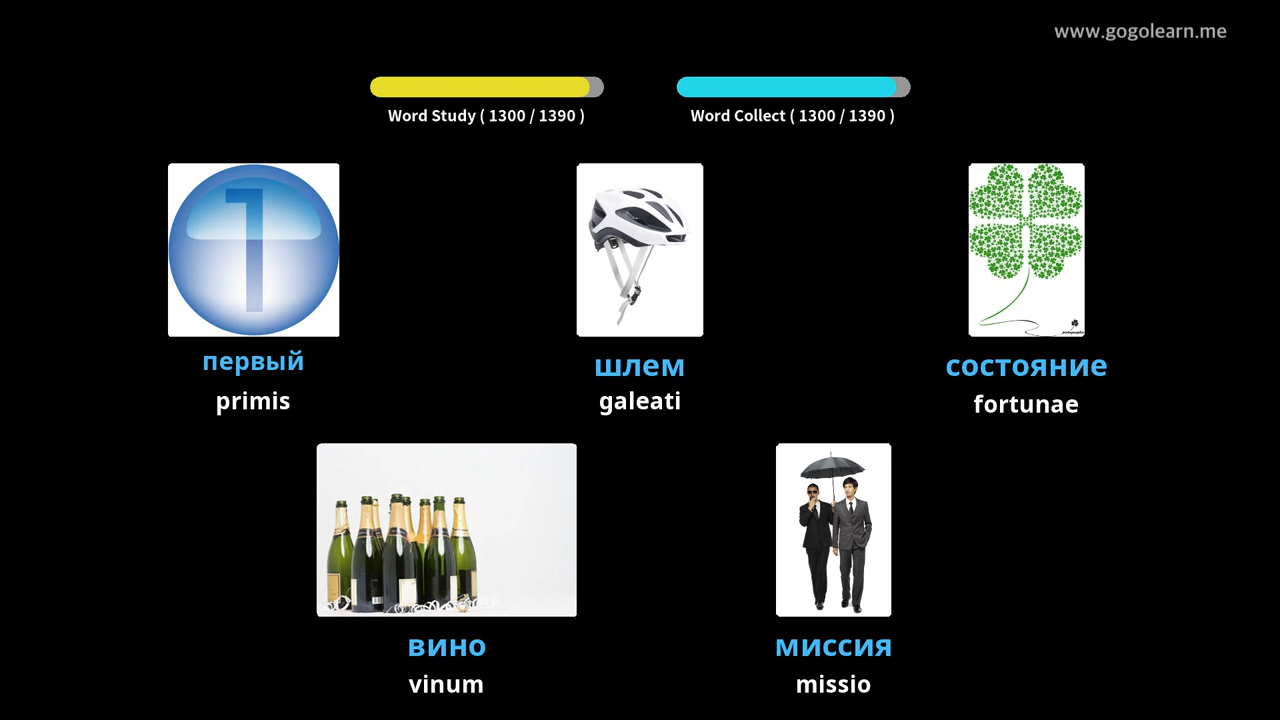 www.gogolearn.me
Word Study ( 1300 / 1390 )
Word Collect ( 1300 / 1390 )
1
первый
primis
шлем
galeati
состояние
fortunae
вино
vinum
миссия
missio